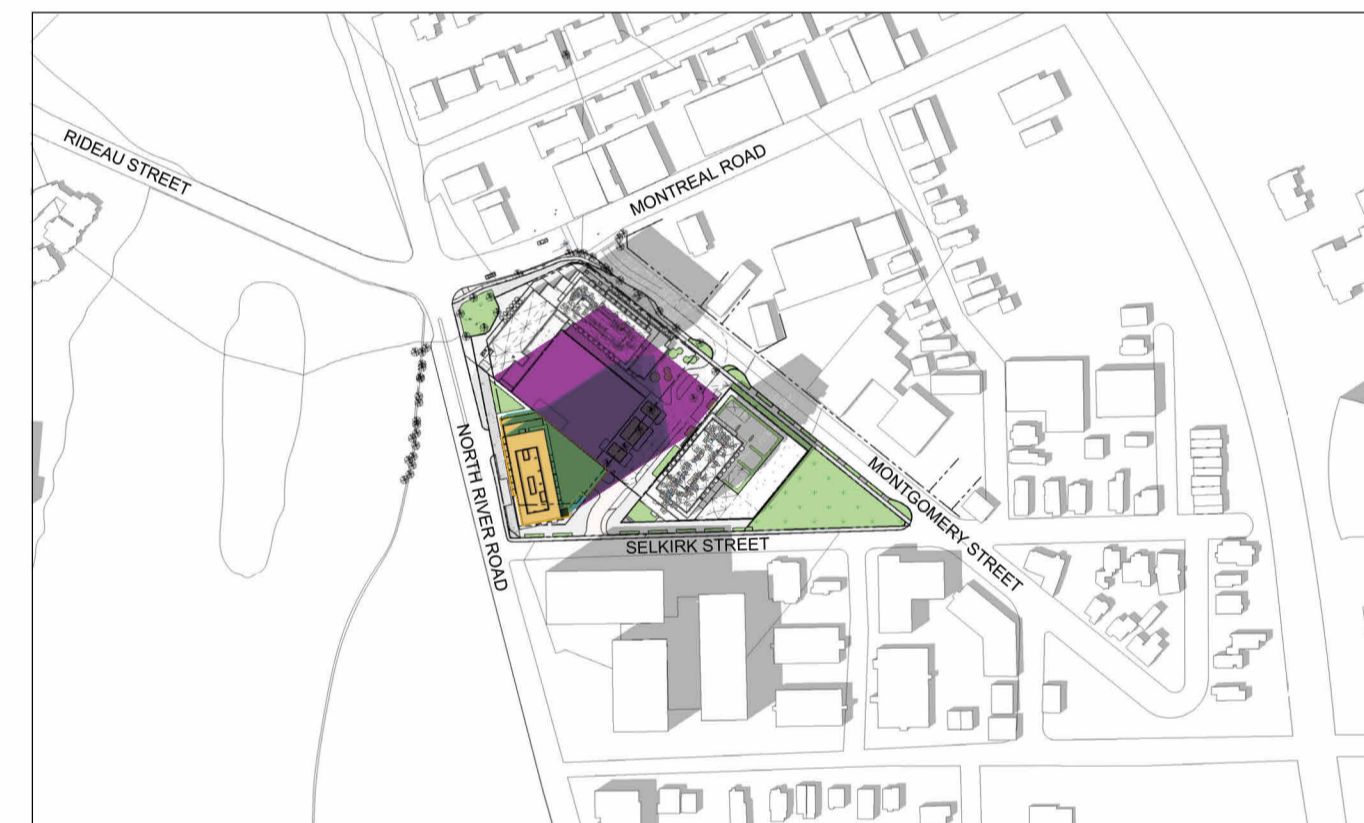 RIDEAU STREET
MONTREAL ROAD
NORTH RIVER ROAD
MONTGOMERY STREET
SELKIRK STREET